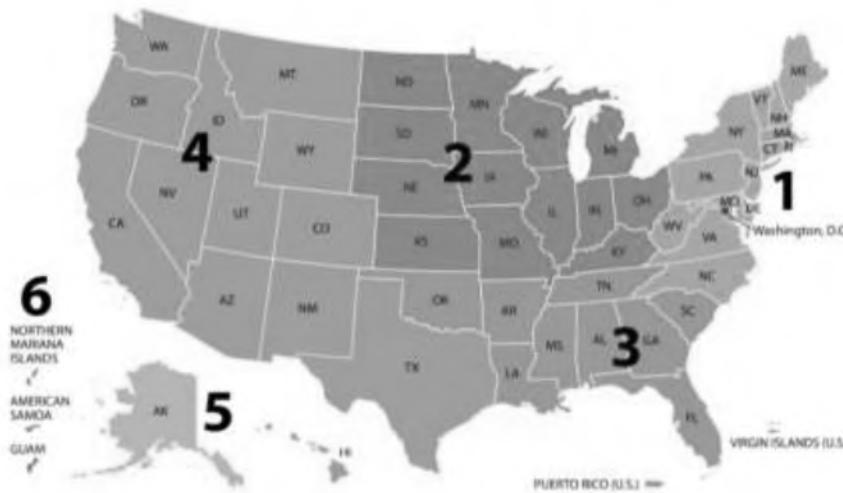 WA
MT
ND
MN
ME
VT
NH
OR
ID
SD
WI
MI
NY
MA
CT
RI
WY
4
2
IA
PA
NJ
1
NV
NE
IL
IN
OH
MD
DE
Washington, D.C
CA
UT
CO
KS
MO
WV
VA
KY
NC
TN
AZ
NM
OK
AR
SC
6
NORTHERN
MARIANA
ISLANDS
MS
AL
3
GA
TX
LA
AMERICAN
SAMOA
AK
5
FL
GUAM
HI
VIRGIN ISLANDS (U.S
PUERTO RICO (U.S.)